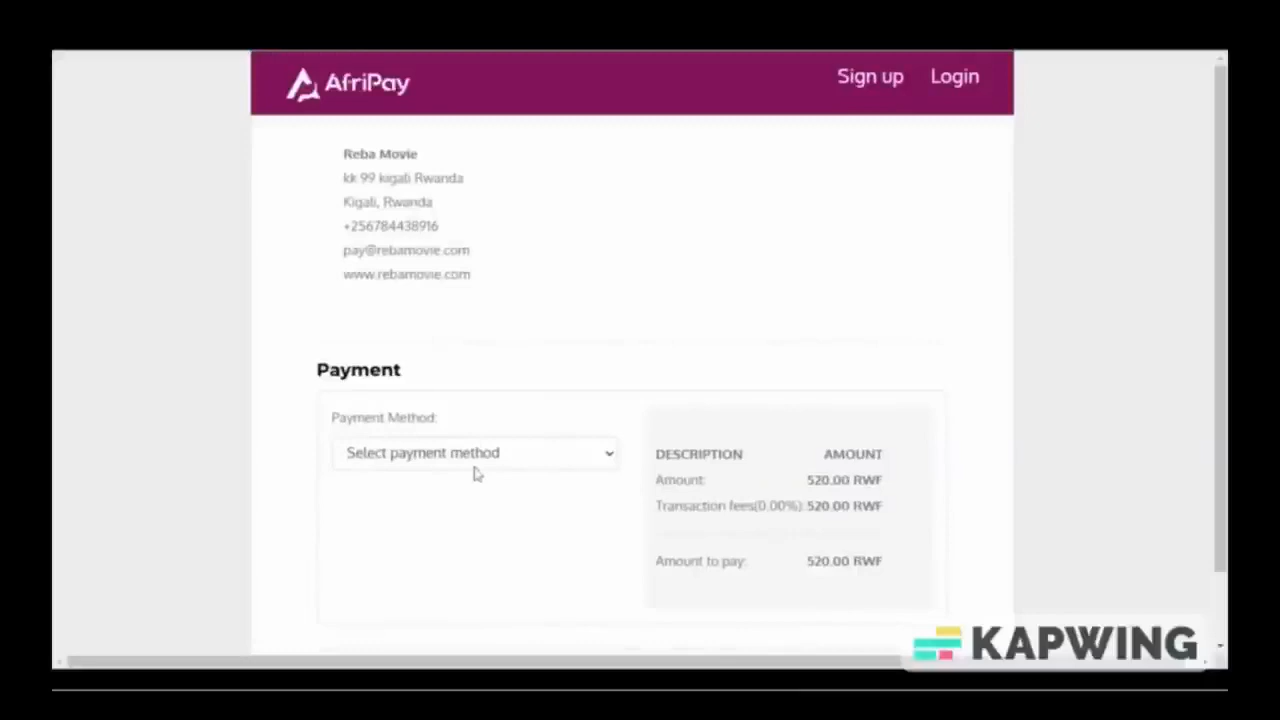 AfriPay
Sign up Login
Reba Movie
kk 99 kigali Rwanda
Kigali, Rwanda
+256784438916
pay@rebamovie.com
www.rebamovie.com
Payment
Payment Method:
Select payment method
DESCRIPTION AMOUNT
Amount: 520.00 RWF
Transaction fees(0.00%): 520.00 RWF
Amount to pay: 520.00 RWF
KAPWING